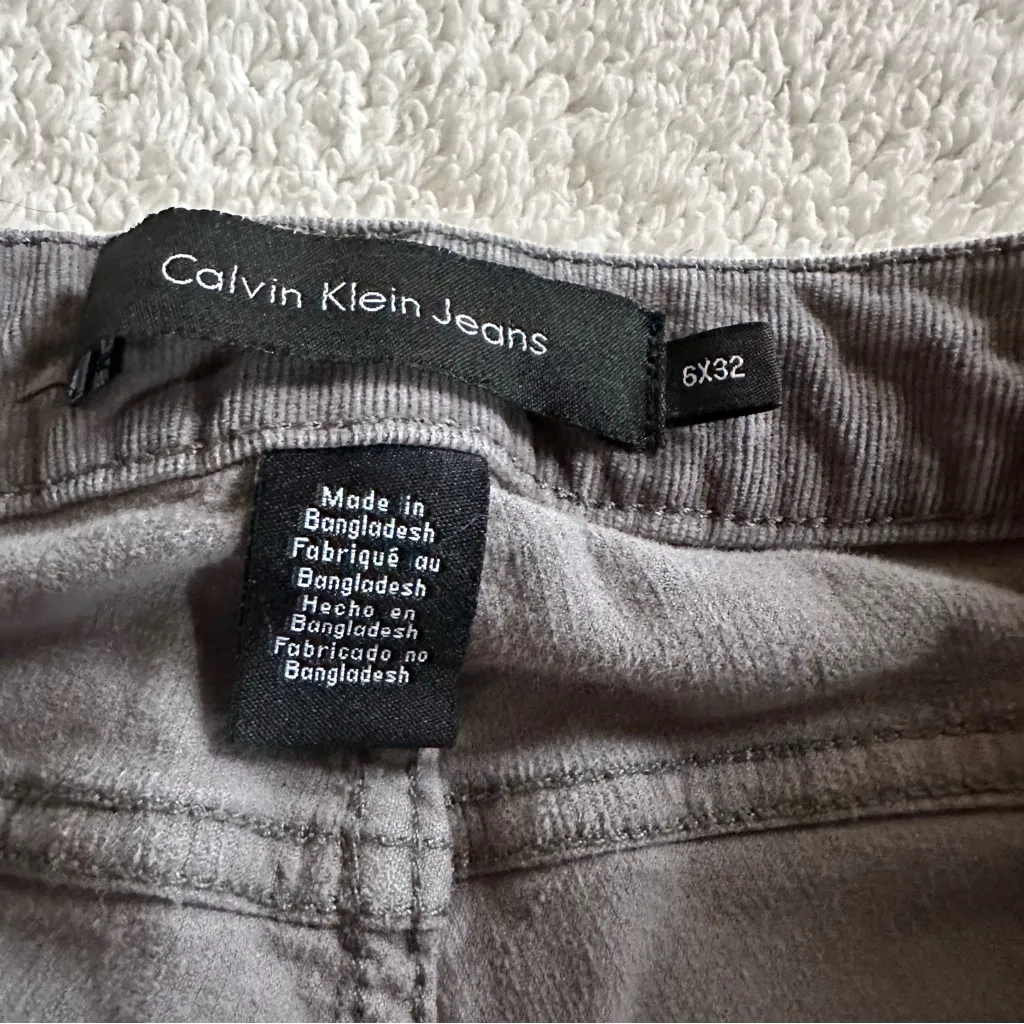 Calvin Klein Jeans
6X32
Made in
Bangladesh
Fabriqué au
Bangladesh
Hecho en
Bangladesh
Fabricado no
Bangladesh